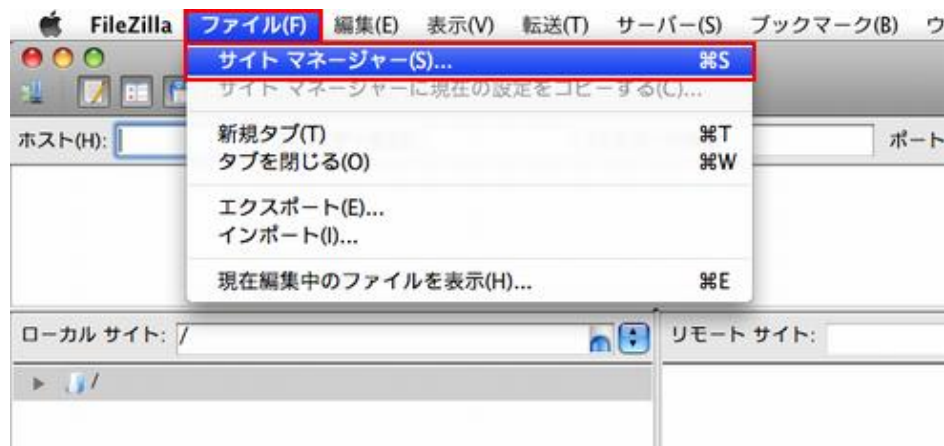 FileZilla ファイル(F) 編集(E) 表示(V) 転送(T) サーバー(S) ブックマーク(B) ウ
サイト マネージャー(S)... ⌘S
サイト マネージャーに現在の設定をコピーする(C)...
ホスト(H): ポート
新規タブ(T) ⌘T
タブを閉じる(O) ⌘W
エクスポート(E)...
インポート(I)...
現在編集中のファイルを表示(H)... ⌘E
ローカル サイト: / リモート サイト:
/